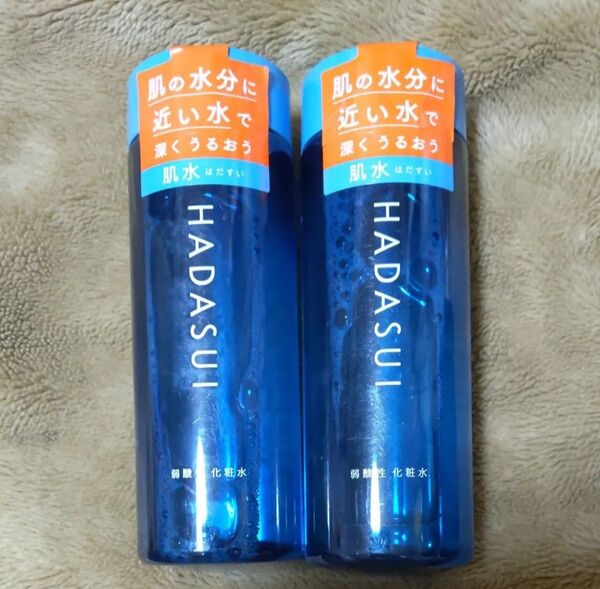 肌の水分に
近い水で
深くうるおう
肌水 はだすい
HADASUI
弱酸性 化粧水
肌の水分に
近い水で
深くうるおう
肌水 はだすい
HADASUI
弱酸性 化粧水